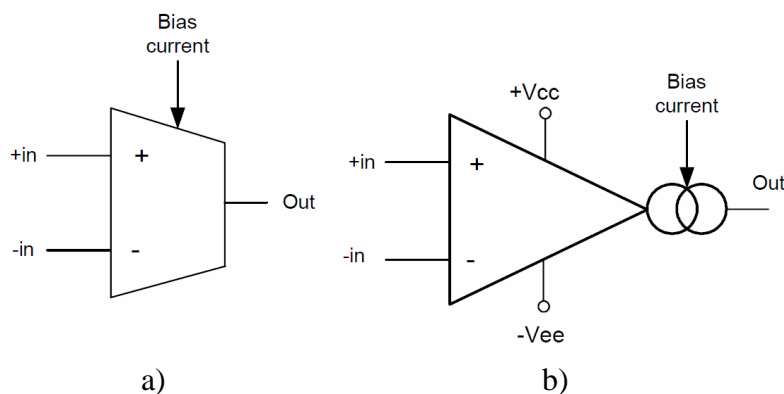 Bias
current
+in
+
-in
-
Out
a)
+Vcc
Bias
current
+in
+
-in
-
Out
-Vee
b)